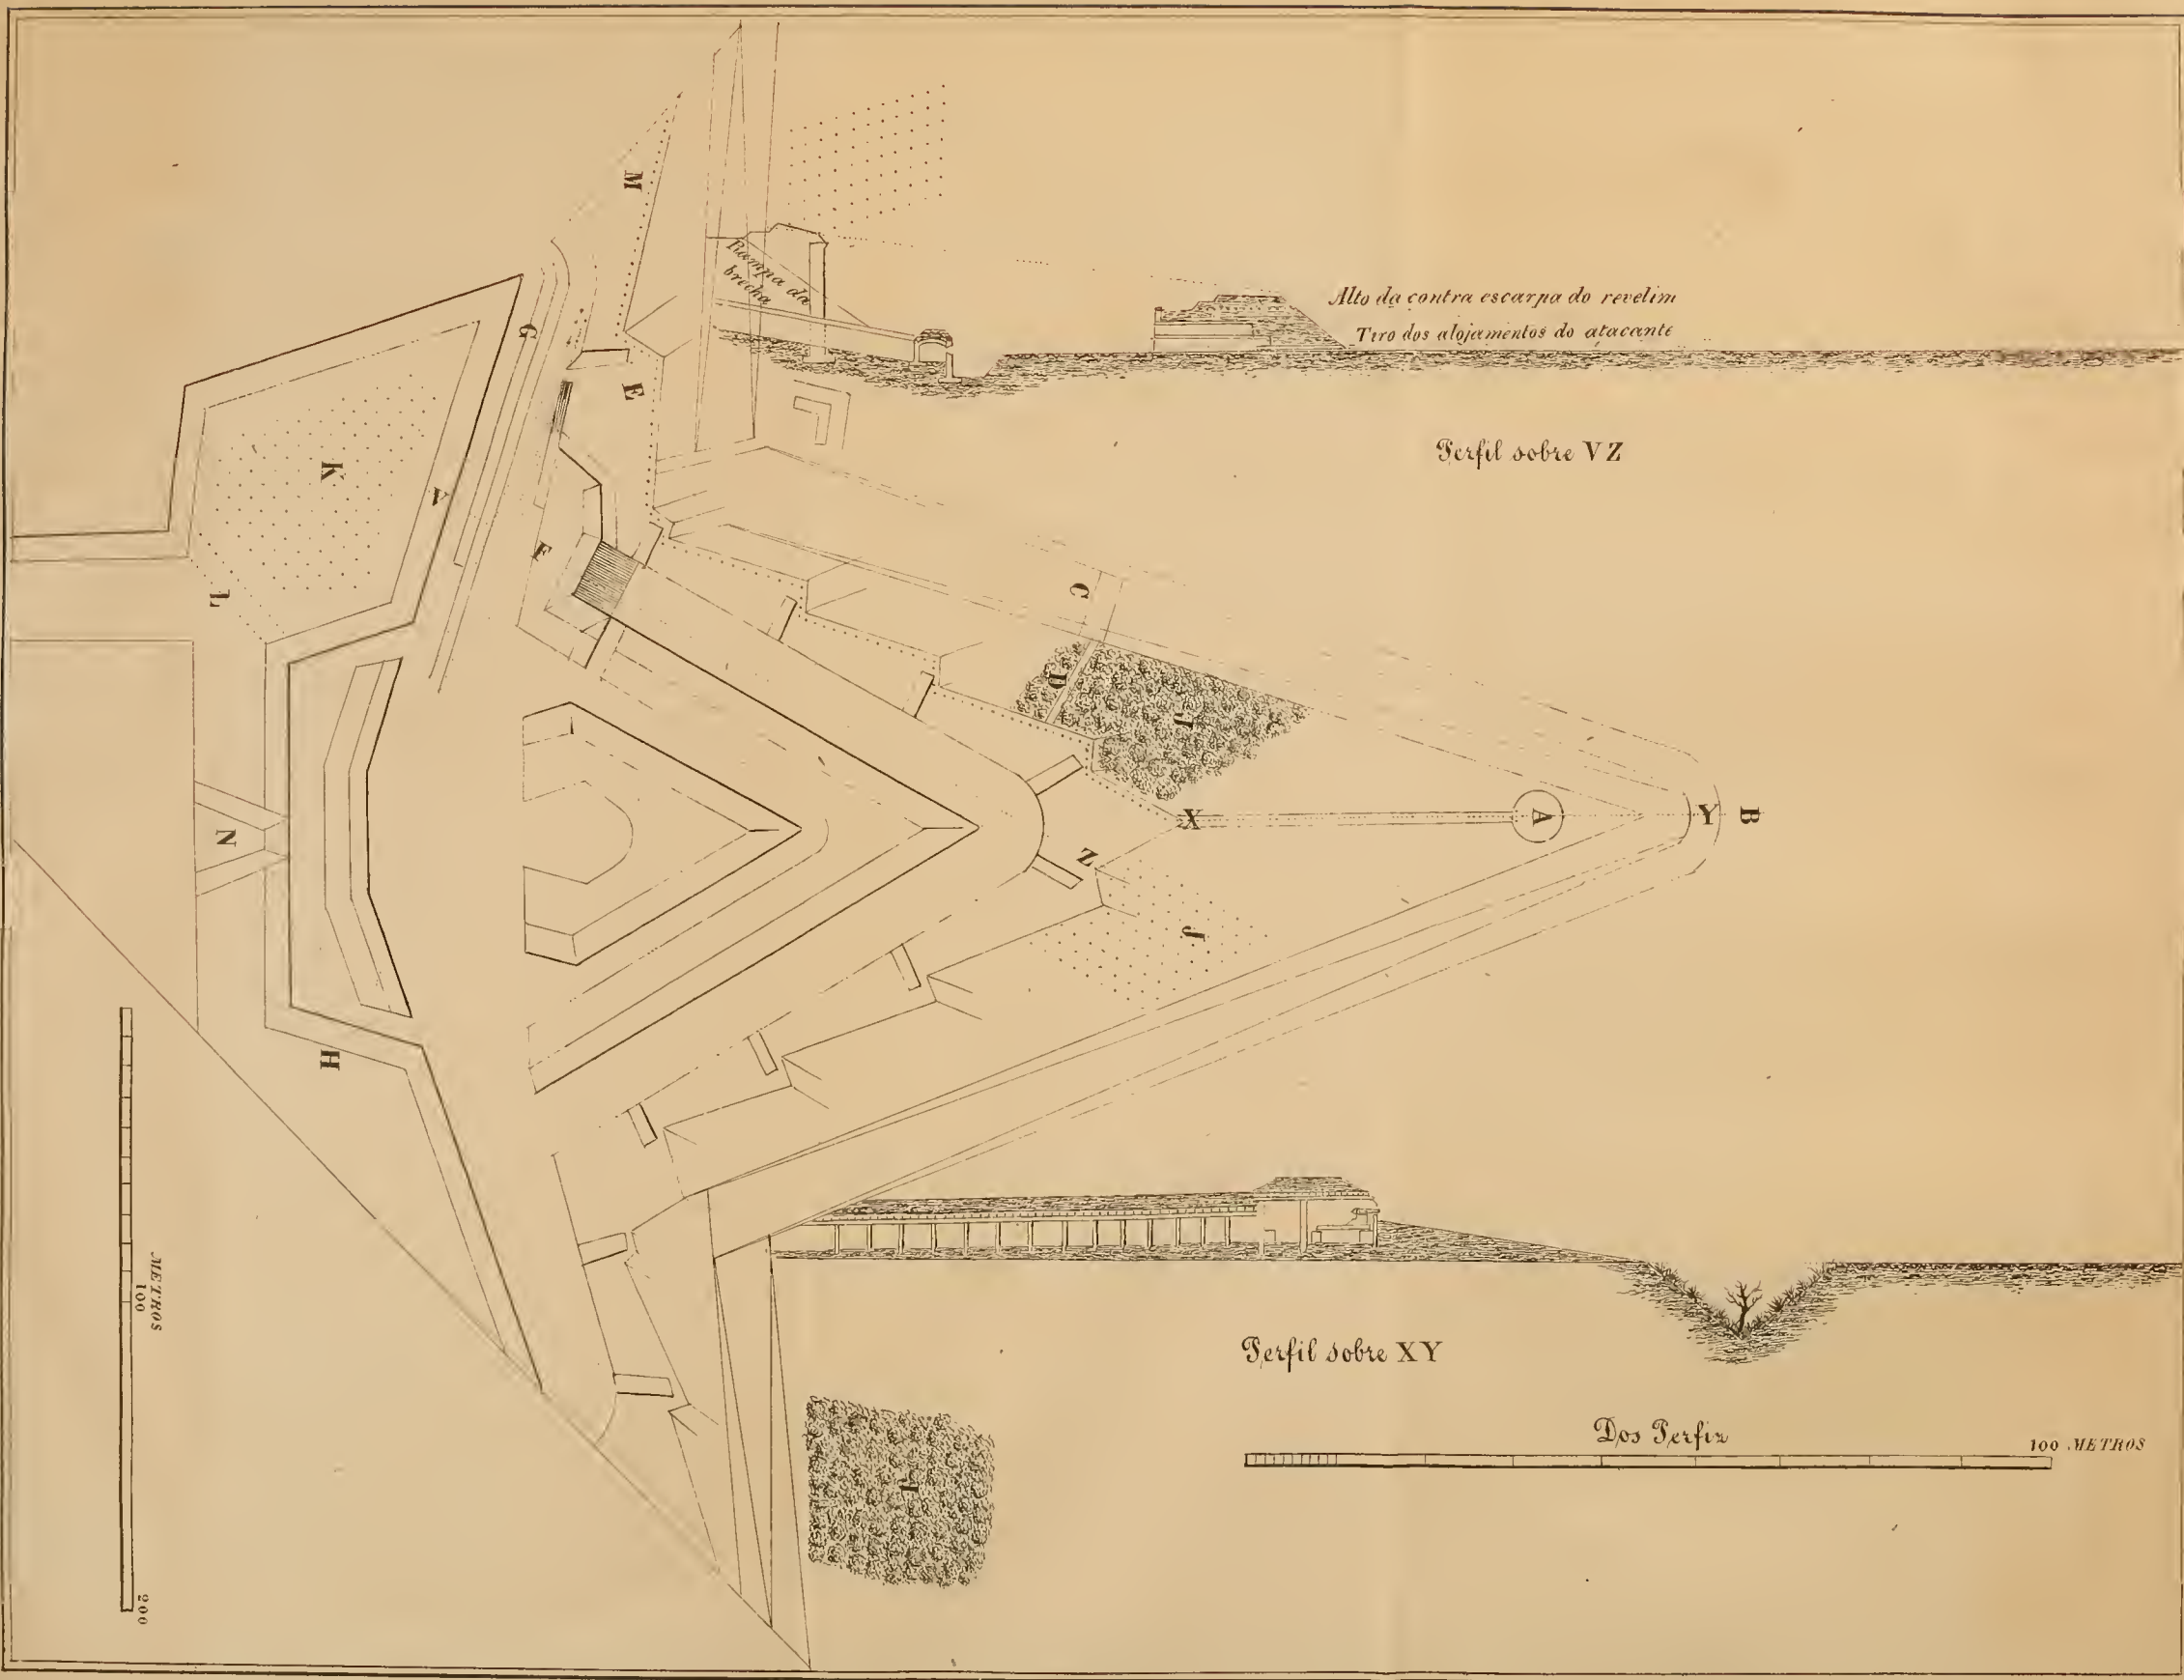 M
Rampa da
brecha
Alto da contra escarpa do revelim
Tiro dos alojamentos do atacante
G
E
Perfil sobre VZ
K
V
F
L
C
D
J
X
A
Y
B
N
Z
J
H
METROS
100
200
Perfil sobre XY
Dos Perfiz
100 METROS